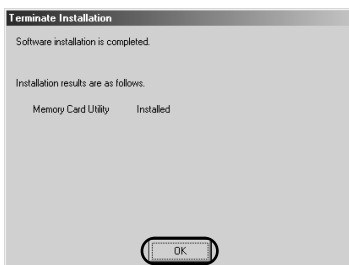 Terminate Installation
Software installation is completed.
Installation results are as follows.
Memory Card Utility Installed
OK